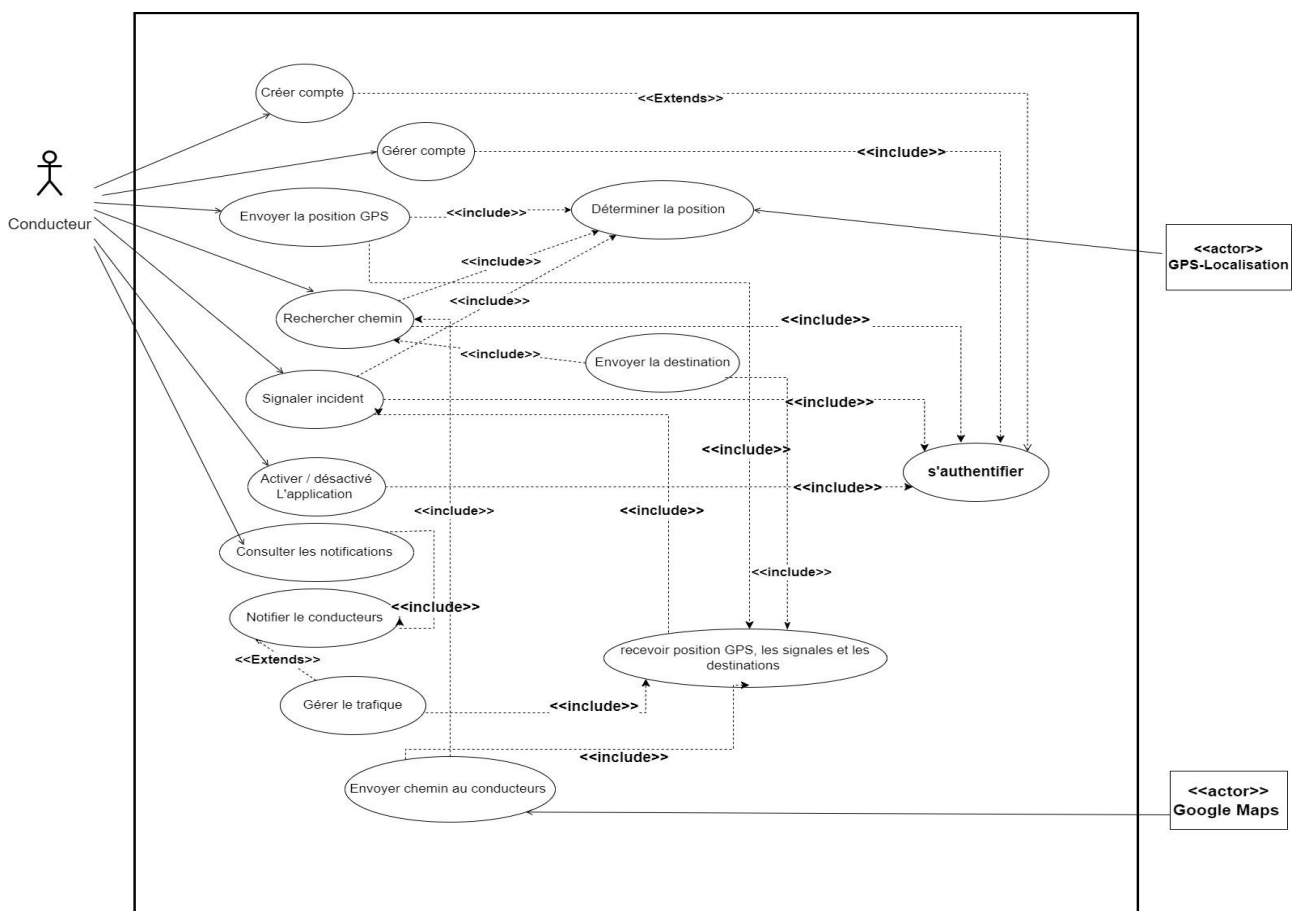 Créer compte
<<Extends>>
Gérer compte
<<include>>
Conducteur
Envoyer la position GPS
<<include>>
Déterminer la position
<<actor>>
GPS-Localisation
<<include>>
<<include>>
Rechercher chemin
<<include>>
<<include>>
Envoyer la destination
Signaler incident
<<include>>
<<include>>
s'authentifier
Activer / désactivé
L'application
<<include>>
<<include>>
<<include>>
Consulter les notifications
<<include>>
Notifier le conducteurs
<<include>>
<<Extends>>
recevoir position GPS, les signales et les
destinations
Gérer le trafique
<<include>>
<<include>>
Envoyer chemin au conducteurs
<<actor>>
Google Maps